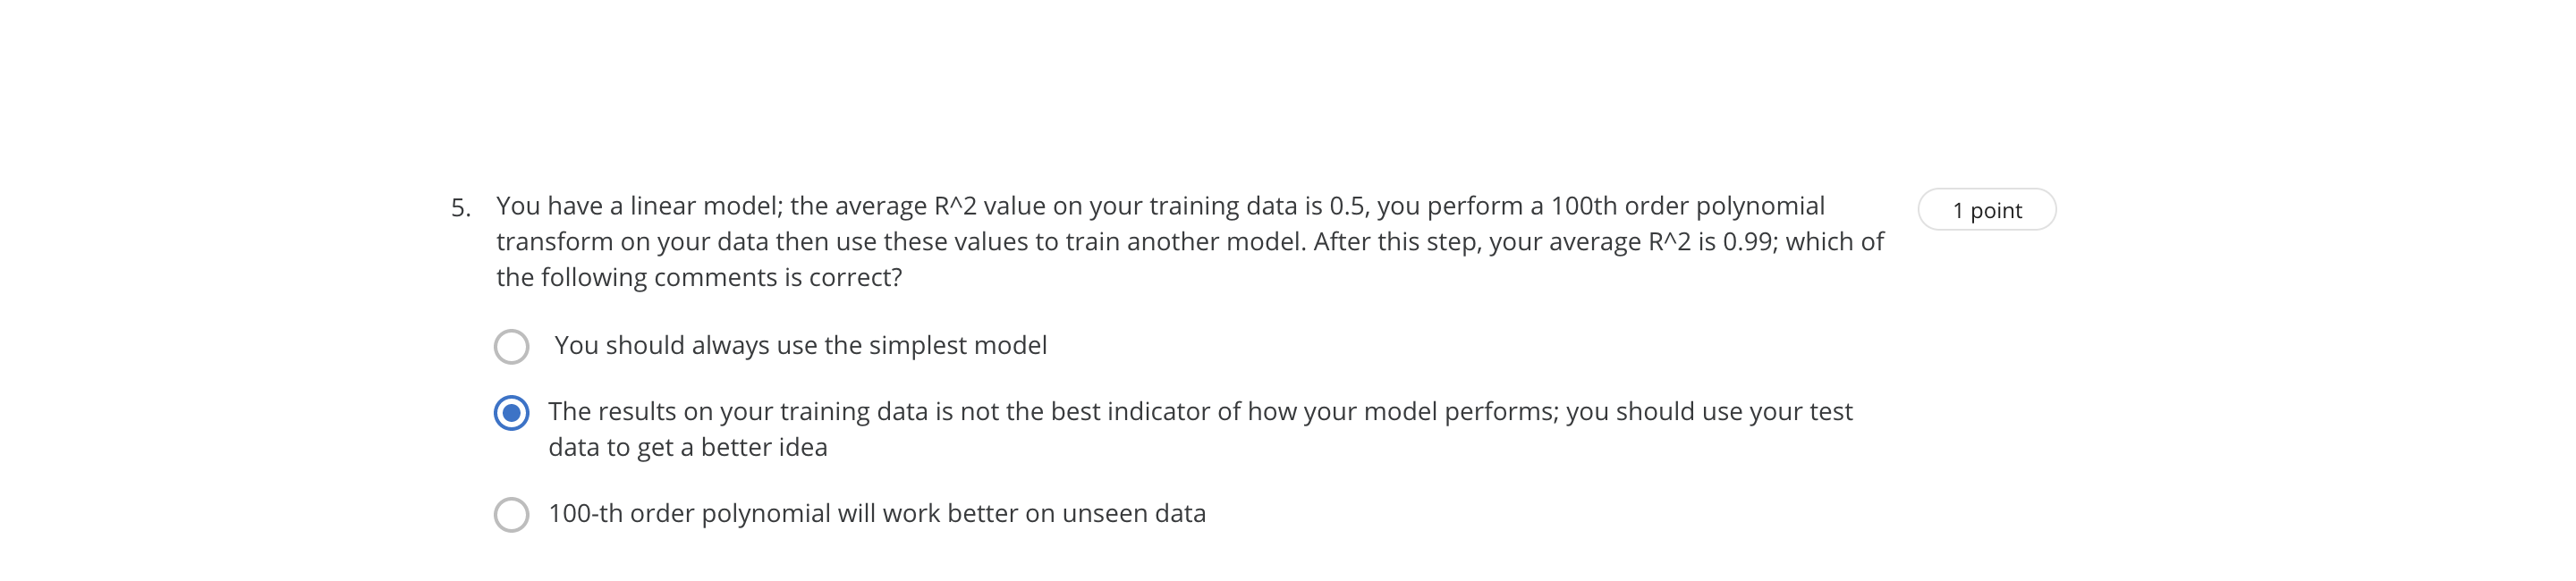 5. You have a linear model; the average R^2 value on your training data is 0.5, you perform a 100th order polynomial
1 point
transform on your data then use these values to train another model. After this step, your average R^2 is 0.99; which of
the following comments is correct?
You should always use the simplest model
The results on your training data is not the best indicator of how your model performs; you should use your test
data to get a better idea
100-th order polynomial will work better on unseen data